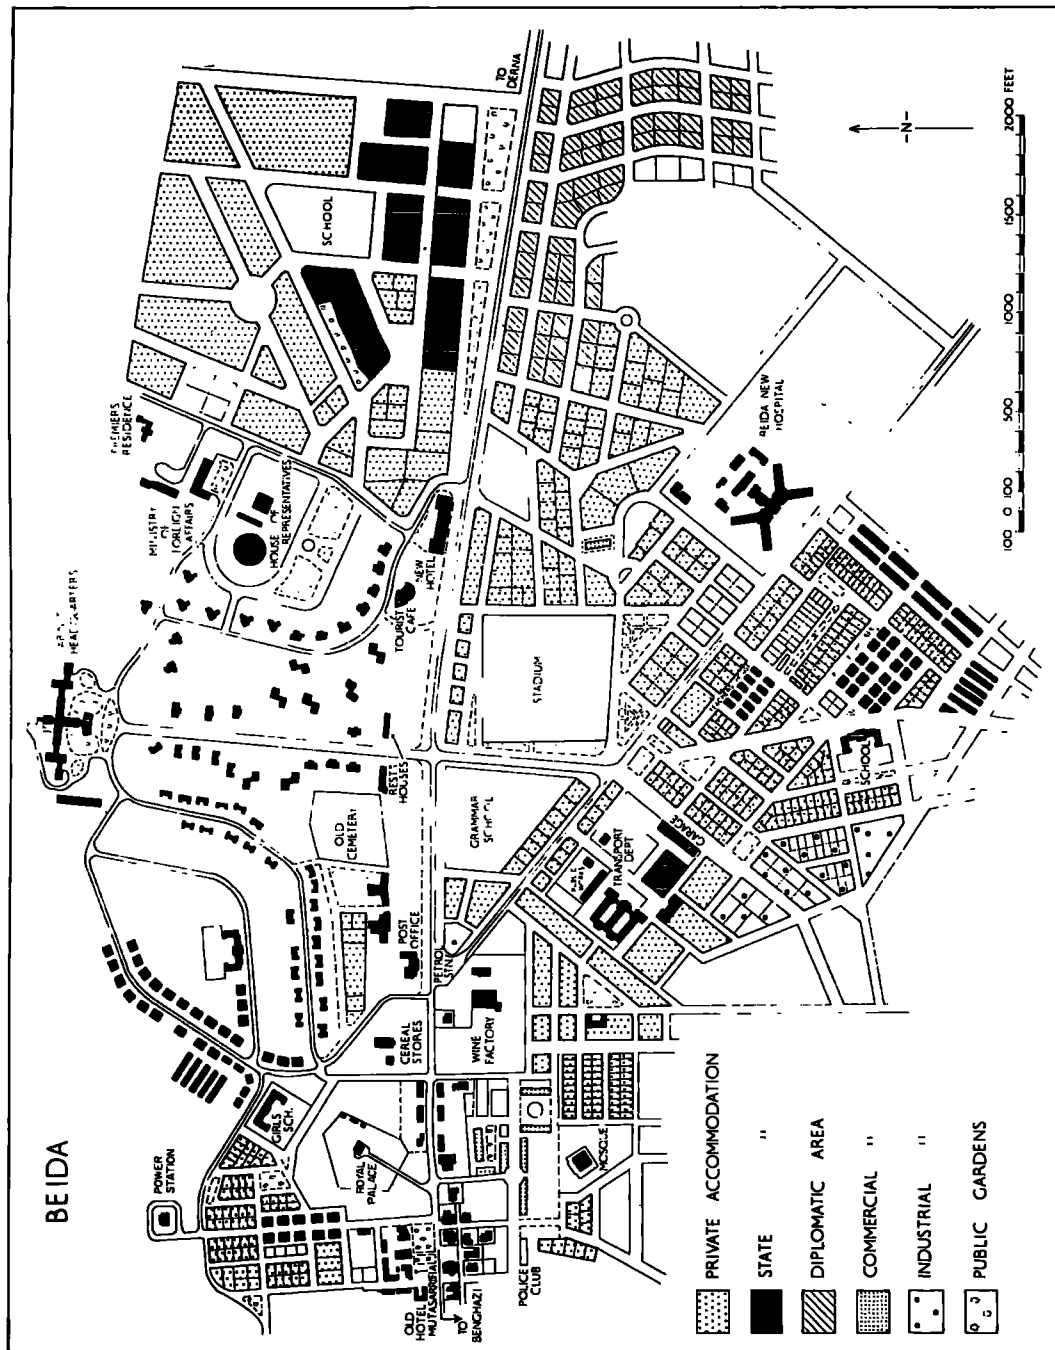 BEIDA
POWER
STATION
GIRLS
SCH.
ROYAL
PALACE
OLD
HOTEL
MUTASARRIFIA
TO
BENGHAZI
POLICE
CLUB
MOSQUE
CEREAL
STORES
WINE
FACTORY
PETROL
STN.
POST
OFFICE
OLD
CEMETERY
GRAMMAR
SCHOOL
REST
HOUSES
HEADQUARTERS
MINISTRY
OF
FOREIGN
AFFAIRS
PREMIERS
RESIDENCE
HOUSE OF
REPRESENTATIVES
TOURIST
CAFE
NEW
HOTEL
STADIUM
SCHOOL
TO
DERNA
TRANSPORT
DEPT
GARAGE
SCHOOL
BEIDA NEW
HOSPITAL
-N-
100 0 100 500 1000 1500 2000 FEET
PRIVATE ACCOMMODATION
STATE "
DIPLOMATIC AREA
COMMERCIAL "
INDUSTRIAL "
PUBLIC GARDENS